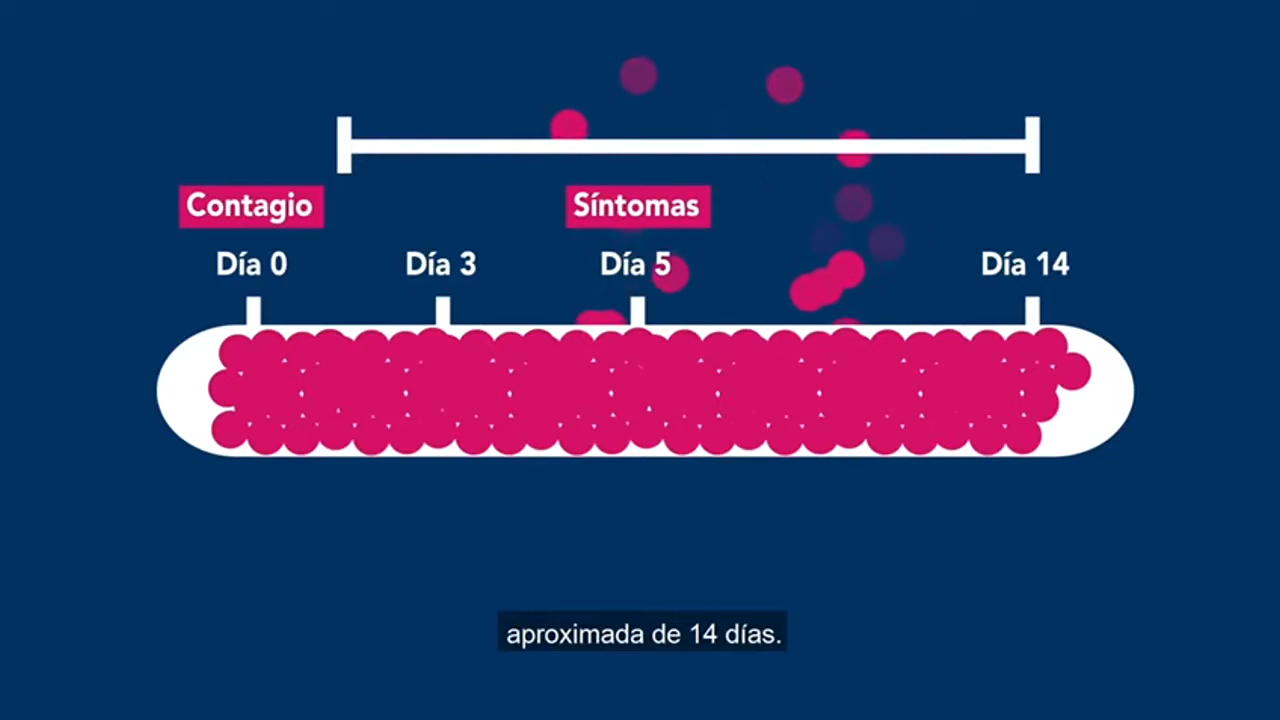 Contagio
Síntomas
Día 0
Día 3
Día 5
Día 14
aproximada de 14 días.